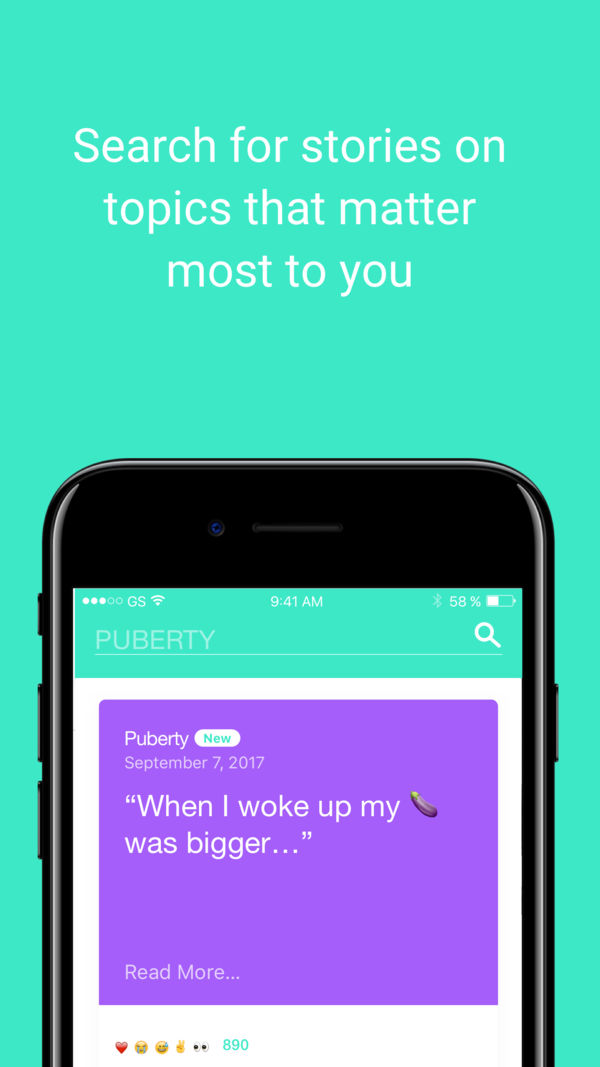 Search for stories on
topics that matter
most to you
GS 9:41 AM 58 %
PUBERTY
Puberty New
September 7, 2017
“When I woke up my 🍆
was bigger…”
Read More...
❤️ 😭 😅 ✌️ 👀 890